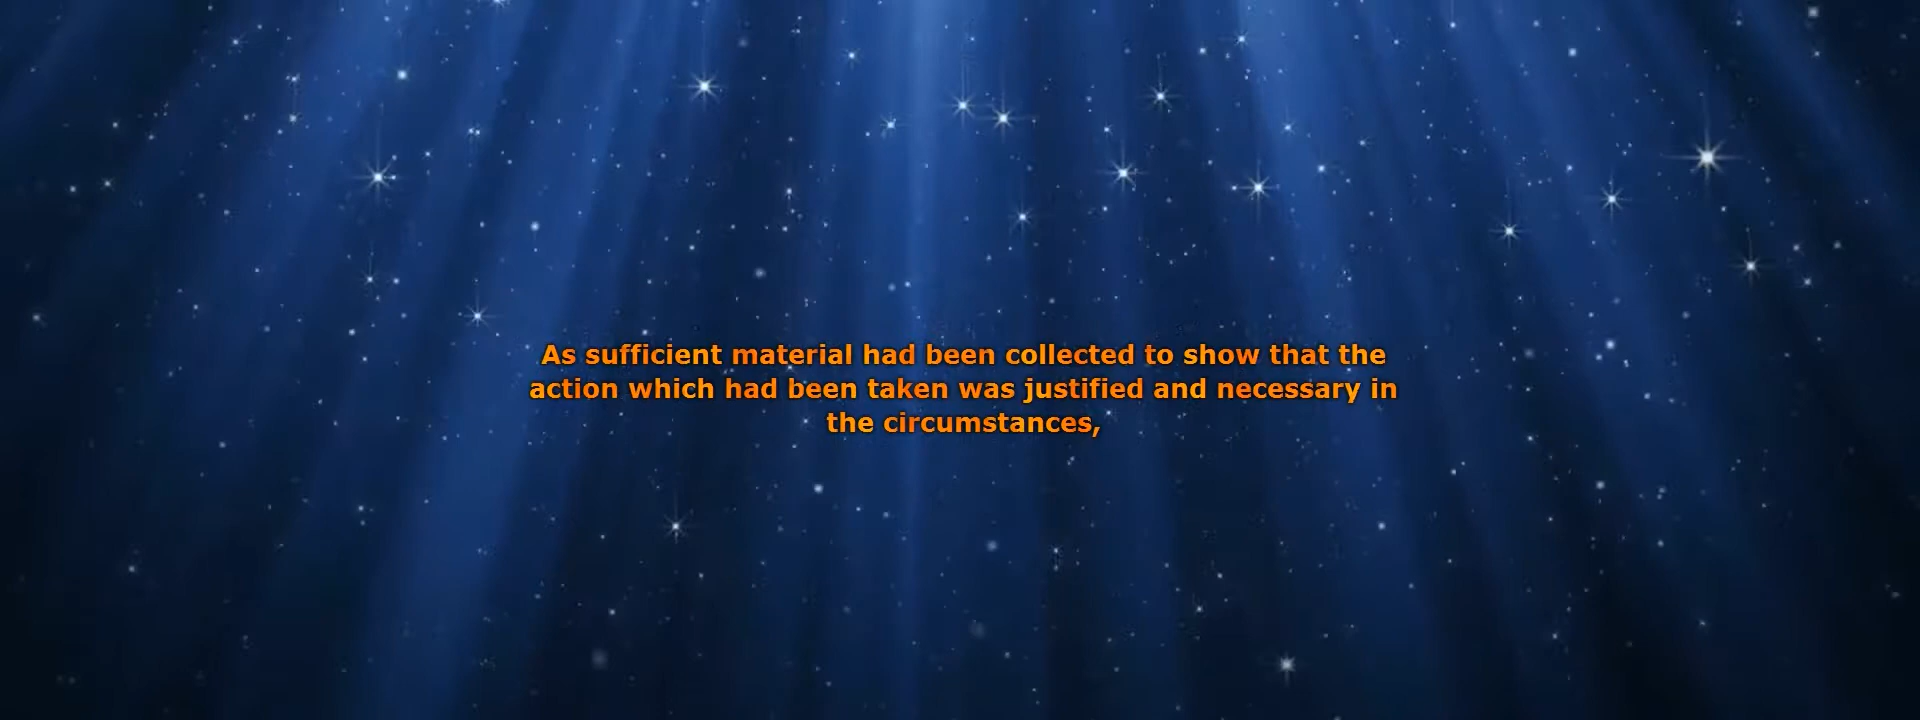 As sufficient material had been collected to show that the
action which had been taken was justified and necessary in
the circumstances,